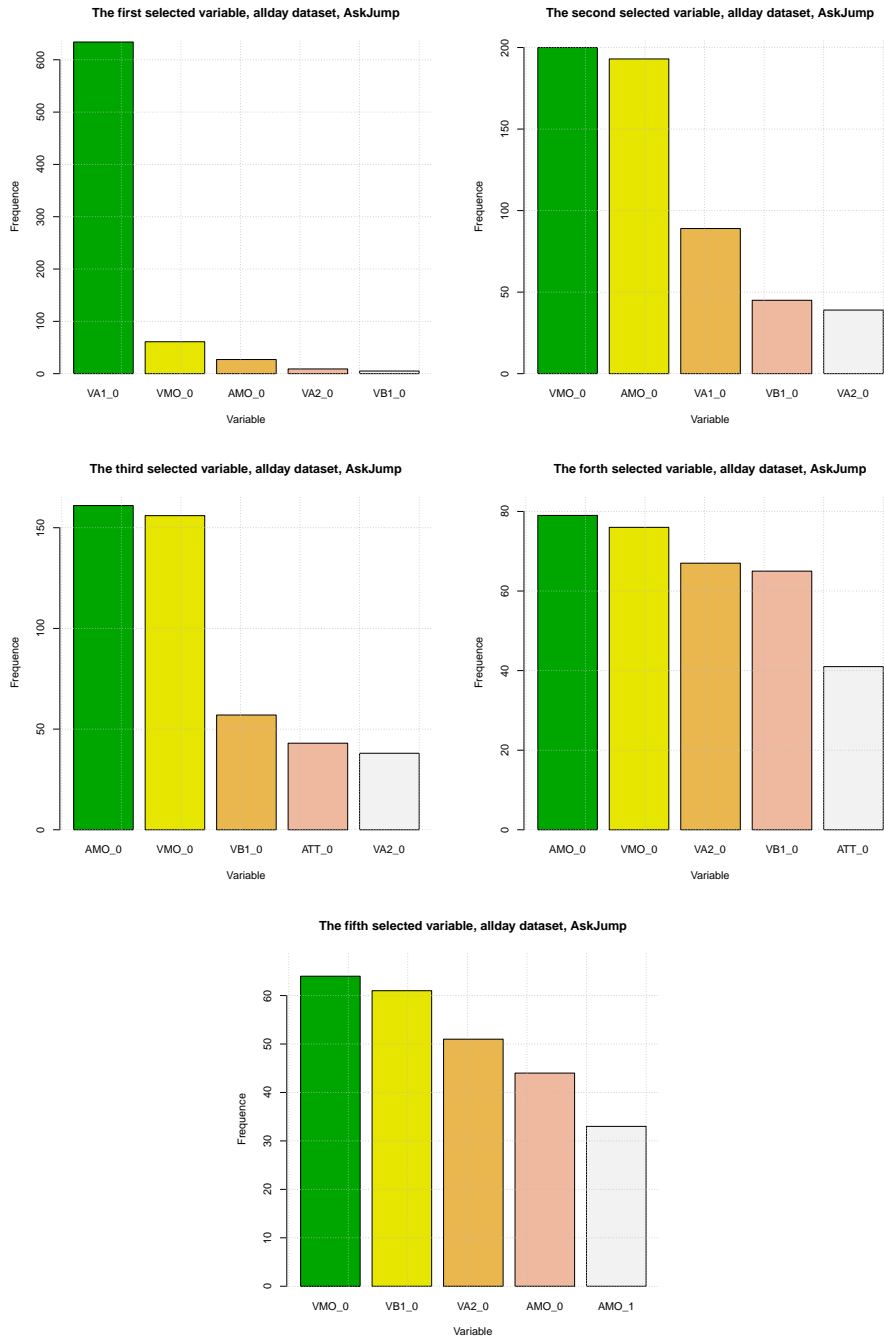 The first selected variable, allday dataset, AskJump
Frequence
600
500
400
300
200
100
0
VA1_0 VMO_0 AMO_0 VA2_0 VB1_0
Variable
The second selected variable, allday dataset, AskJump
Frequence
200
150
100
50
0
VMO_0 AMO_0 VA1_0 VB1_0 VA2_0
Variable
The third selected variable, allday dataset, AskJump
Frequence
150
100
50
0
AMO_0 VMO_0 VB1_0 ATT_0 VA2_0
Variable
The forth selected variable, allday dataset, AskJump
Frequence
80
60
40
20
0
AMO_0 VMO_0 VA2_0 VB1_0 ATT_0
Variable
The fifth selected variable, allday dataset, AskJump
Frequence
60
50
40
30
20
10
0
VMO_0 VB1_0 VA2_0 AMO_0 AMO_1
Variable